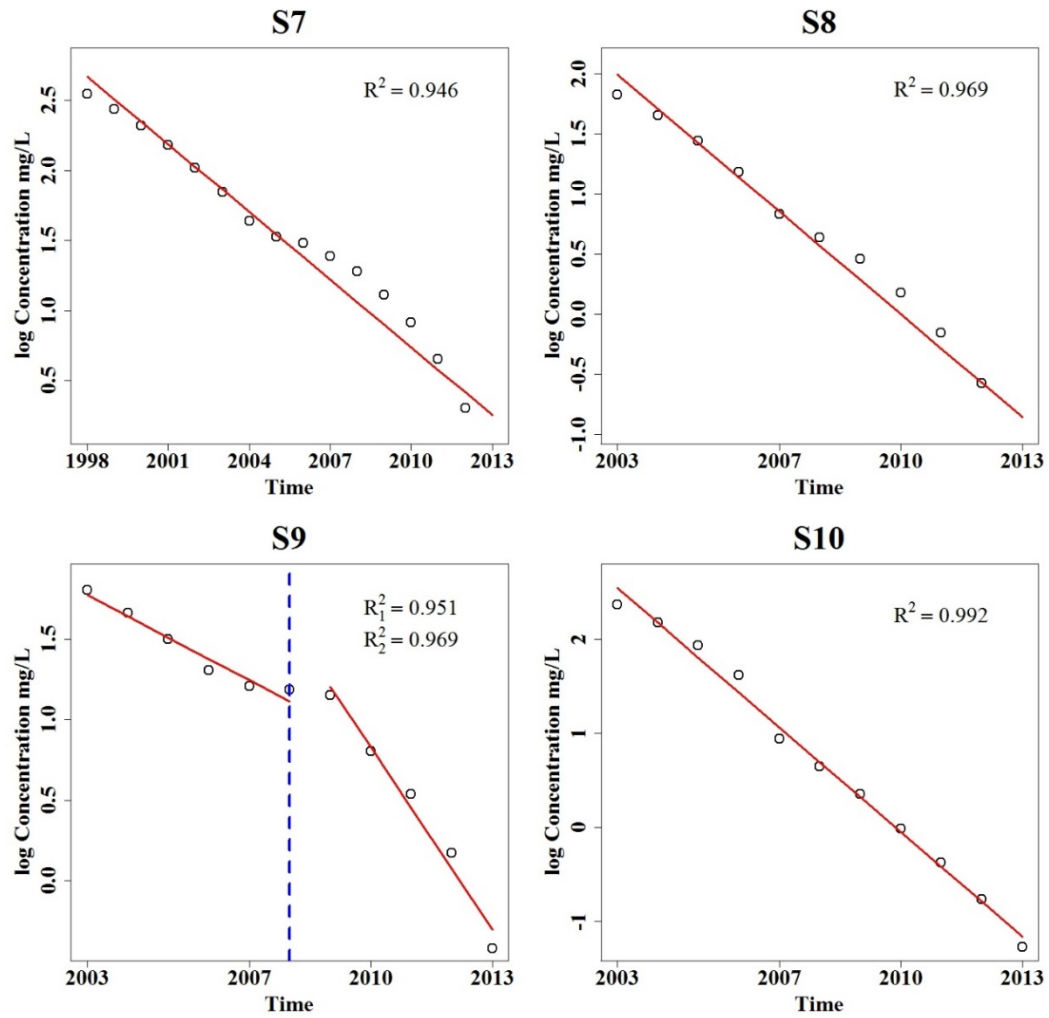 S7
R² = 0.946
log Concentration mg/L
2.5
2.0
1.5
1.0
0.5
1998 2001 2004 2007 2010 2013
Time
S8
R² = 0.969
log Concentration mg/L
2.0
1.5
1.0
0.5
0.0
-0.5
-1.0
2003 2007 2010 2013
Time
S9
R₁² = 0.951
R₂² = 0.969
log Concentration mg/L
1.5
1.0
0.5
0.0
2003 2007 2010 2013
Time
S10
R² = 0.992
log Concentration mg/L
2
1
0
-1
2003 2007 2010 2013
Time